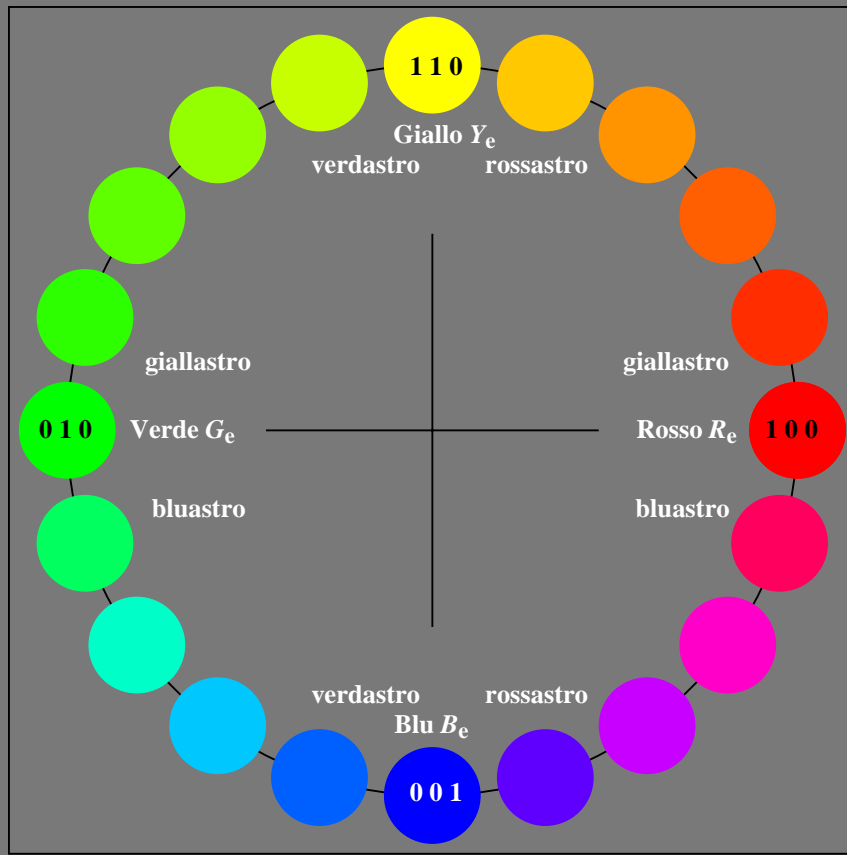 1 1 0
Giallo Yₑ
verdastro rossastro
giallastro giallastro
0 1 0 Verde Gₑ Rosso Rₑ 1 0 0
bluastro bluastro
verdastro rossastro
Blu Bₑ
0 0 1